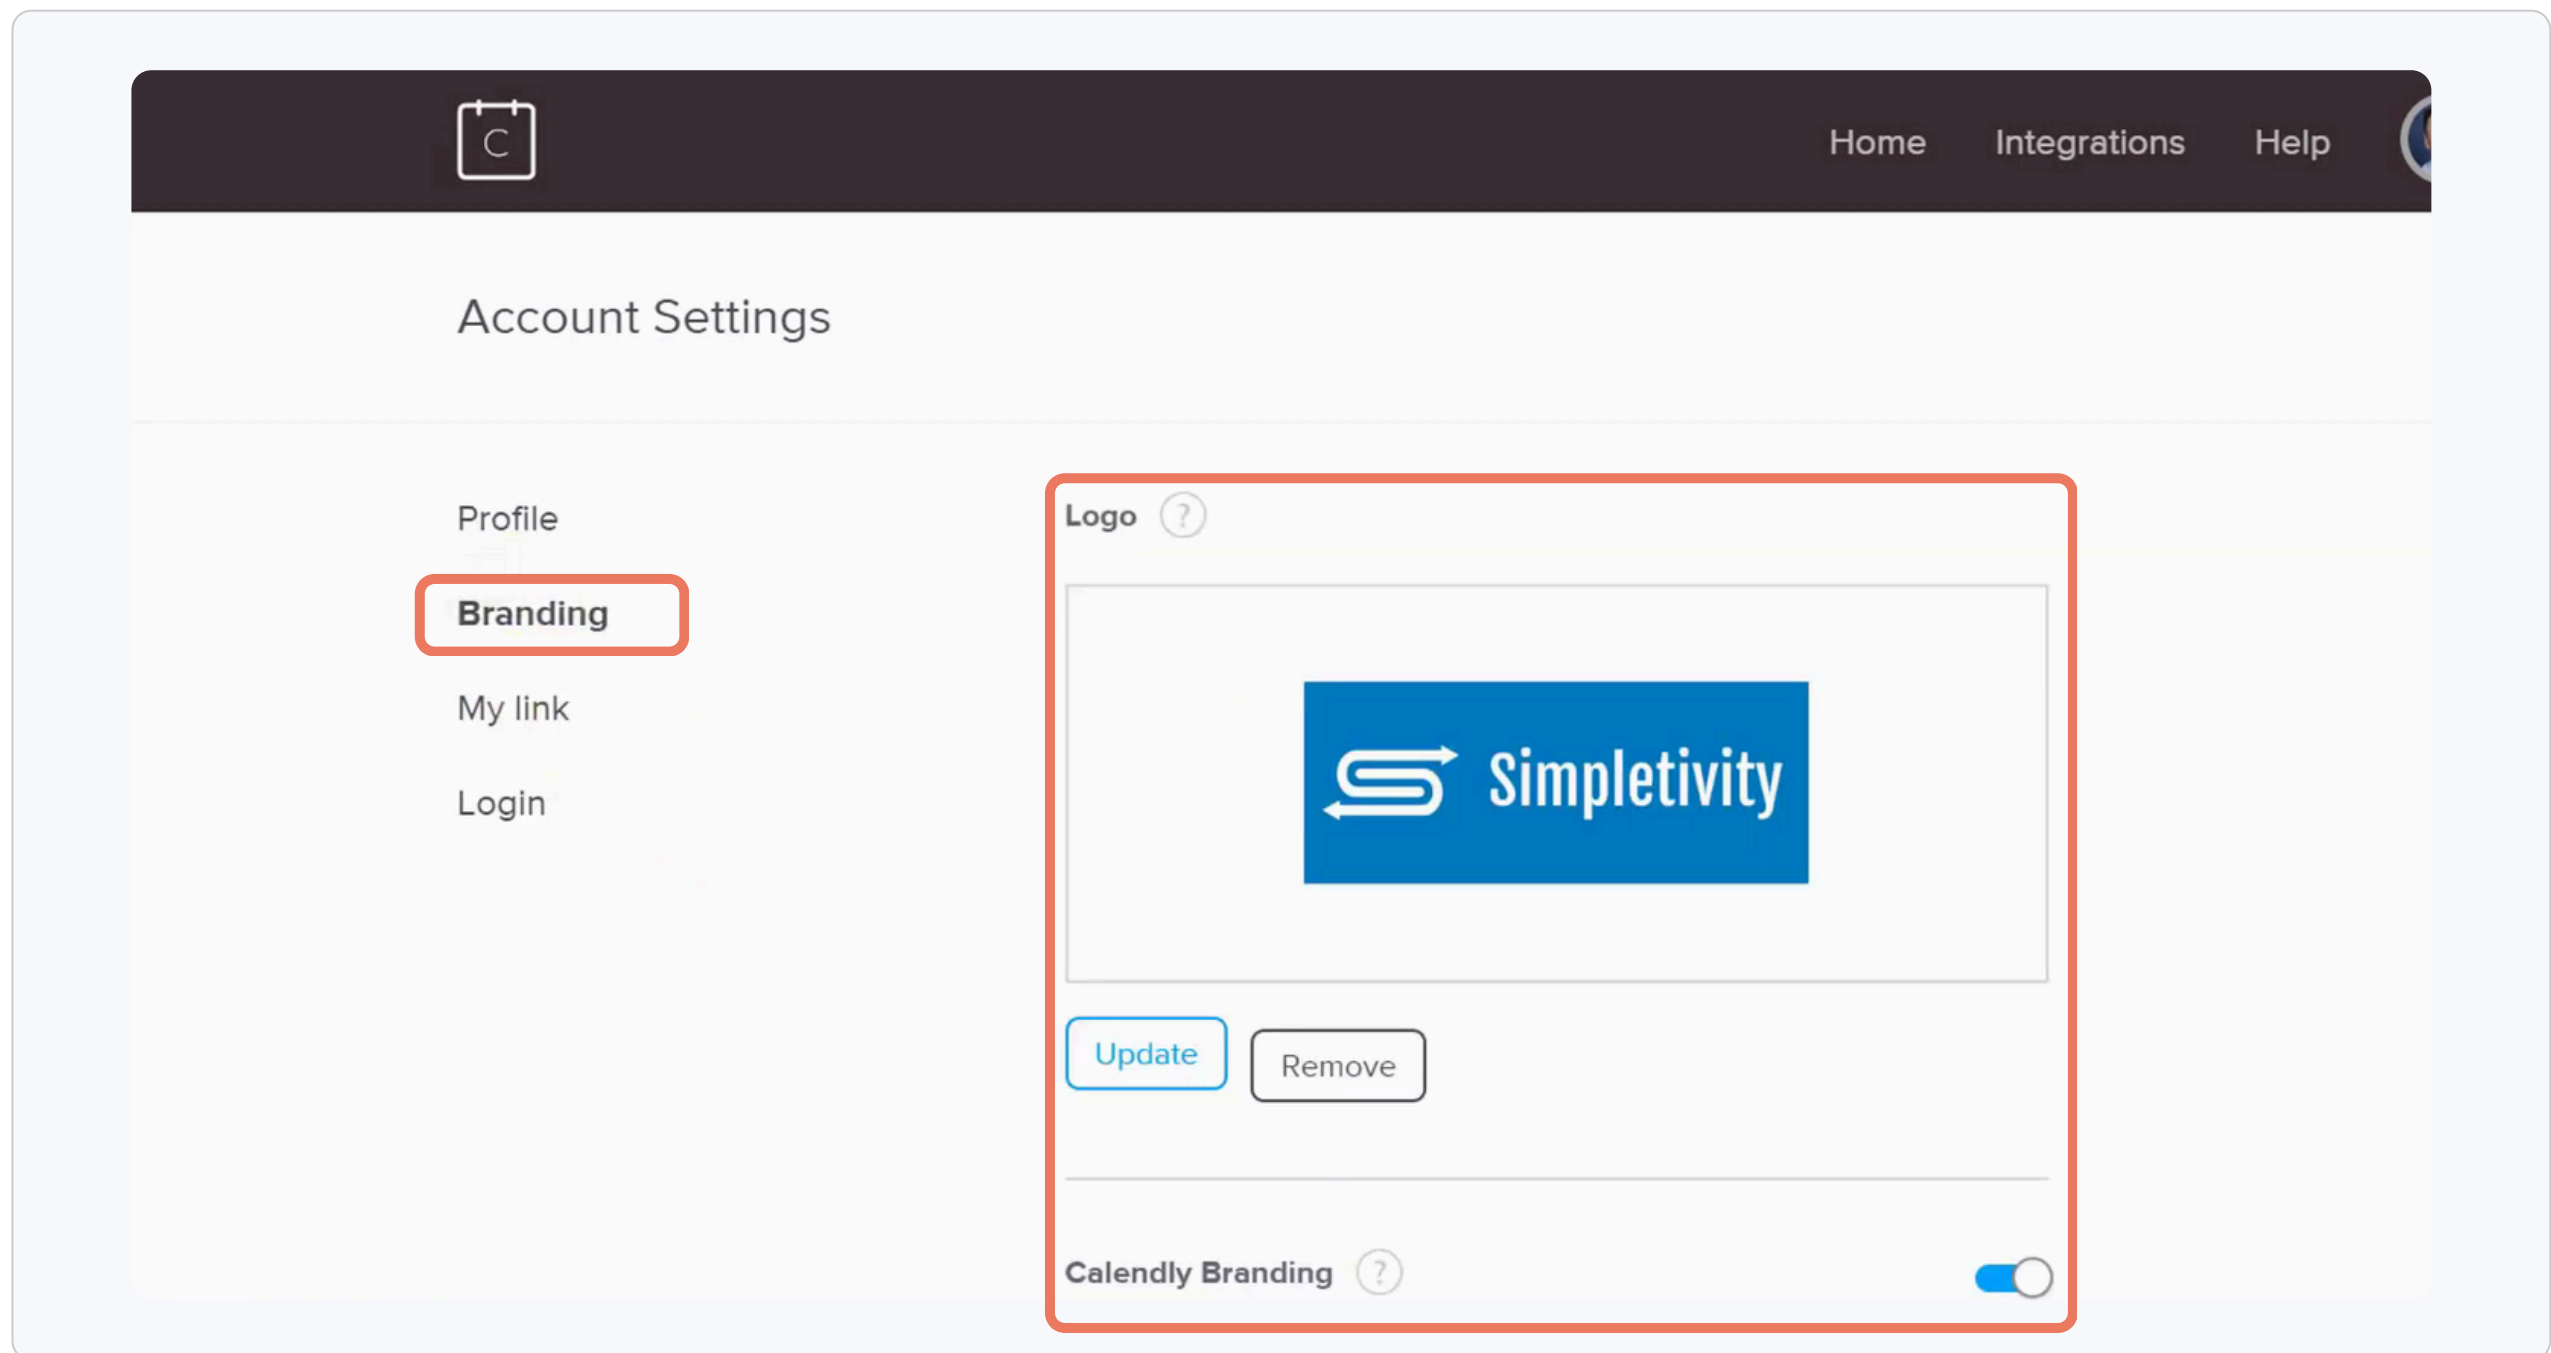 C
Home Integrations Help
Account Settings
Profile
Branding
My link
Login
Logo ?
Simpletivity
Update Remove
Calendly Branding ?